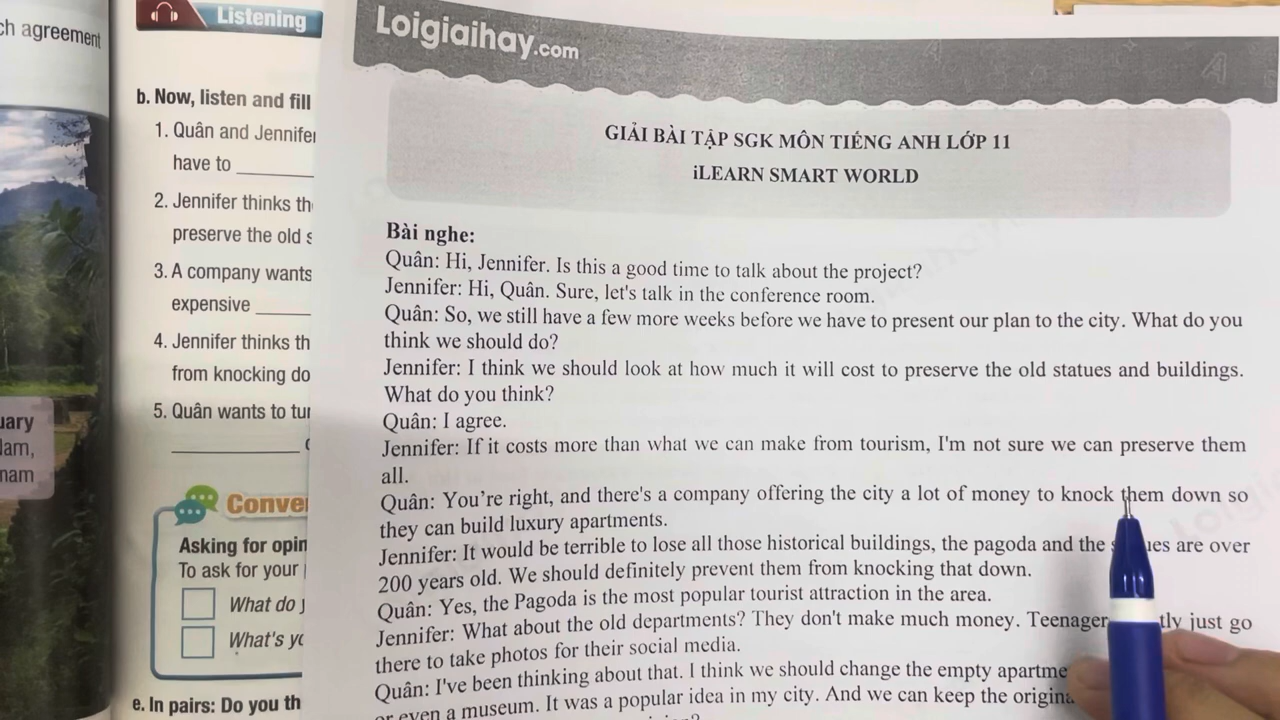 ch agreement
uary
Nam,
nam
Listening
b. Now, listen and fill
1. Quân and Jennifer
have to
2. Jennifer thinks th
preserve the old s
3. A company wants
expensive
4. Jennifer thinks th
from knocking do
5. Quân wants to tur
Conve
Asking for opin
To ask for your
What do y
What's yo
e. In pairs: Do you th
Loigiaihay.com
GIẢI BÀI TẬP SGK MÔN TIẾNG ANH LỚP 11
iLEARN SMART WORLD
Bài nghe:
Quân: Hi, Jennifer. Is this a good time to talk about the project?
Jennifer: Hi, Quân. Sure, let's talk in the conference room.
Quân: So, we still have a few more weeks before we have to present our plan to the city. What do you
think we should do?
Jennifer: I think we should look at how much it will cost to preserve the old statues and buildings.
What do you think?
Quân: I agree.
Jennifer: If it costs more than what we can make from tourism, I'm not sure we can preserve them
all.
Quân: You're right, and there's a company offering the city a lot of money to knock them down so
they can build luxury apartments.
Jennifer: It would be terrible to lose all those historical buildings, the pagoda and the s ues are over
200 years old. We should definitely prevent them from knocking that down.
Quân: Yes, the Pagoda is the most popular tourist attraction in the area.
Jennifer: What about the old departments? They don't make much money. Teenager tly just go
there to take photos for their social media.
Quân: I've been thinking about that. I think we should change the empty apartme
or even a museum. It was a popular idea in my city. And we can keep the origina